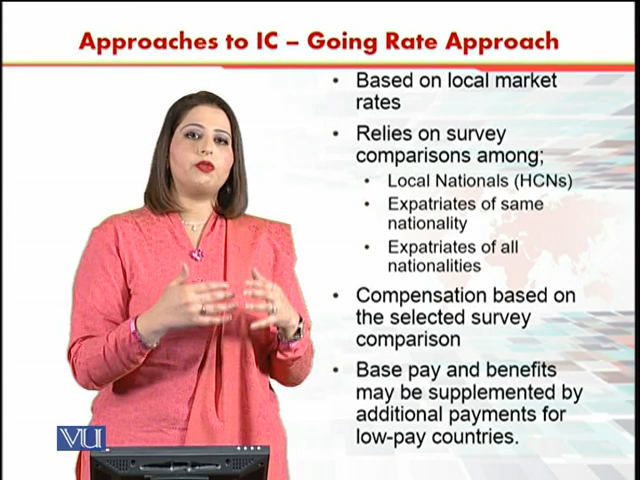 Approaches to IC – Going Rate Approach
• Based on local market
rates
• Relies on survey
comparisons among;
• Local Nationals (HCNs)
• Expatriates of same
nationality
• Expatriates of all
nationalities
• Compensation based on
the selected survey
comparison
• Base pay and benefits
may be supplemented by
additional payments for
low-pay countries.
VU